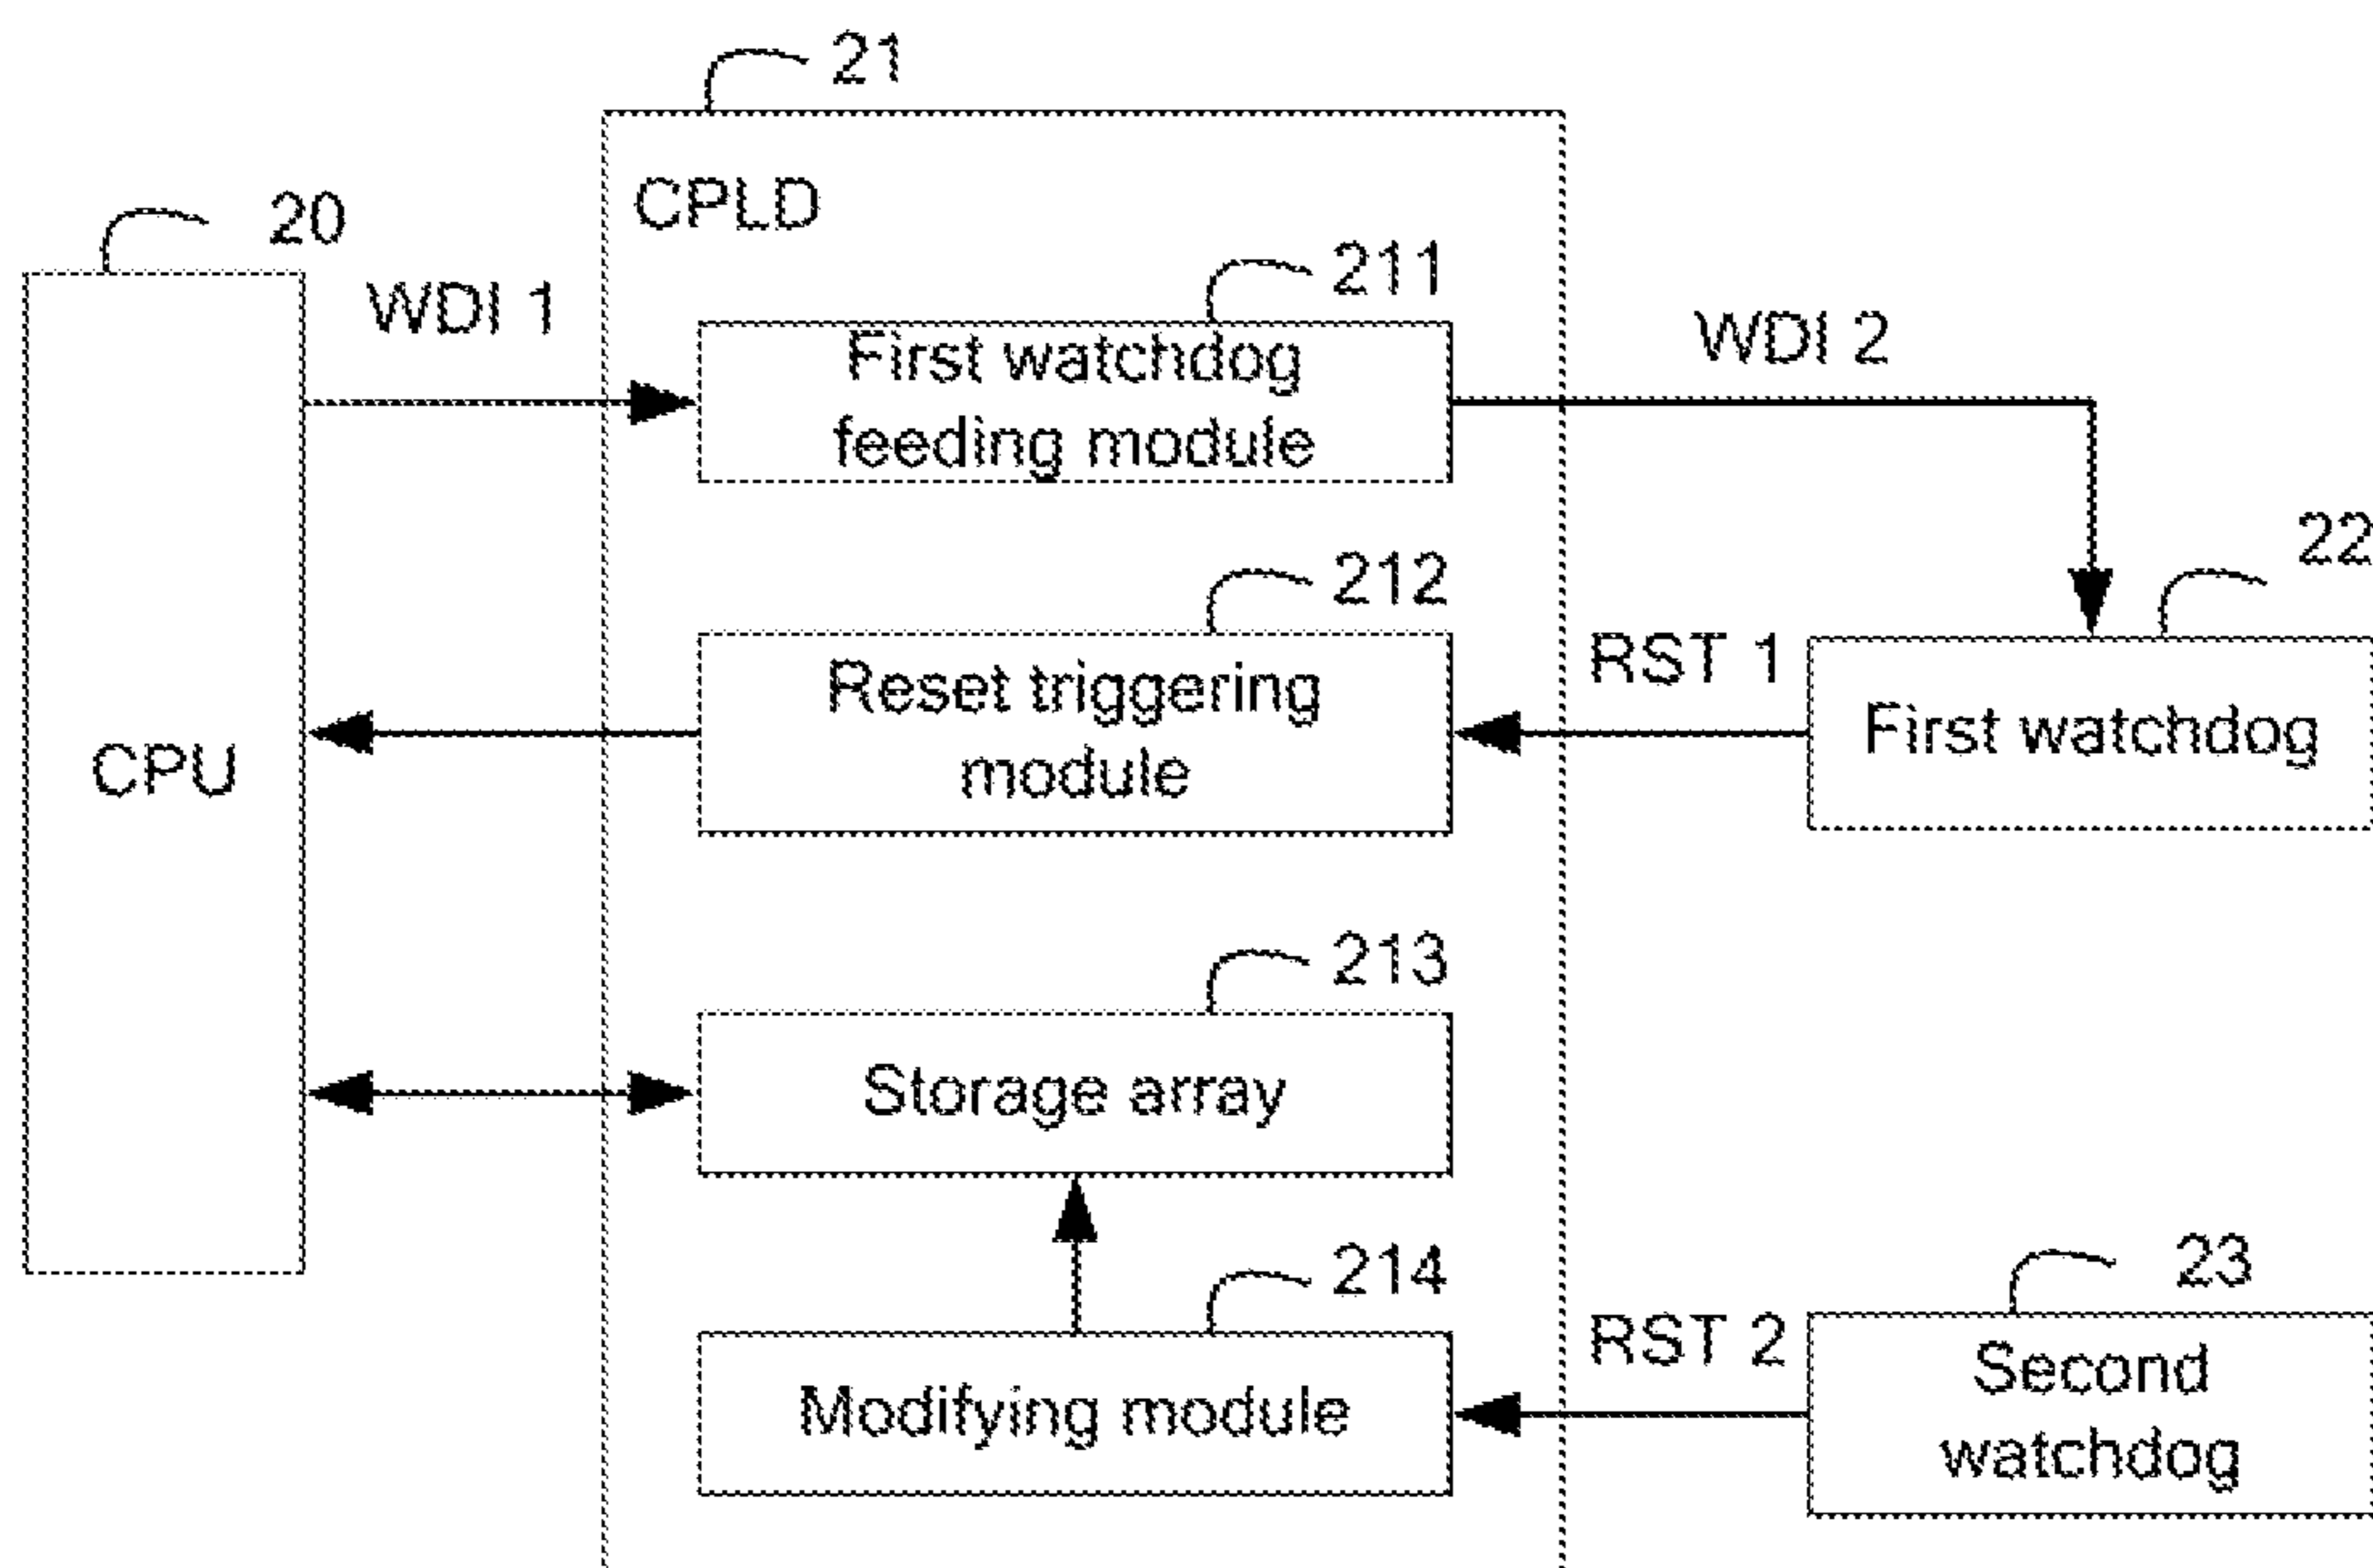 21
CPLD
20
WDI 1
211
First watchdog
feeding module
WDI 2
22
212
RST 1
Reset triggering
module
First watchdog
CPU
213
Storage array
214
23
RST 2
Modifying module
Second
watchdog